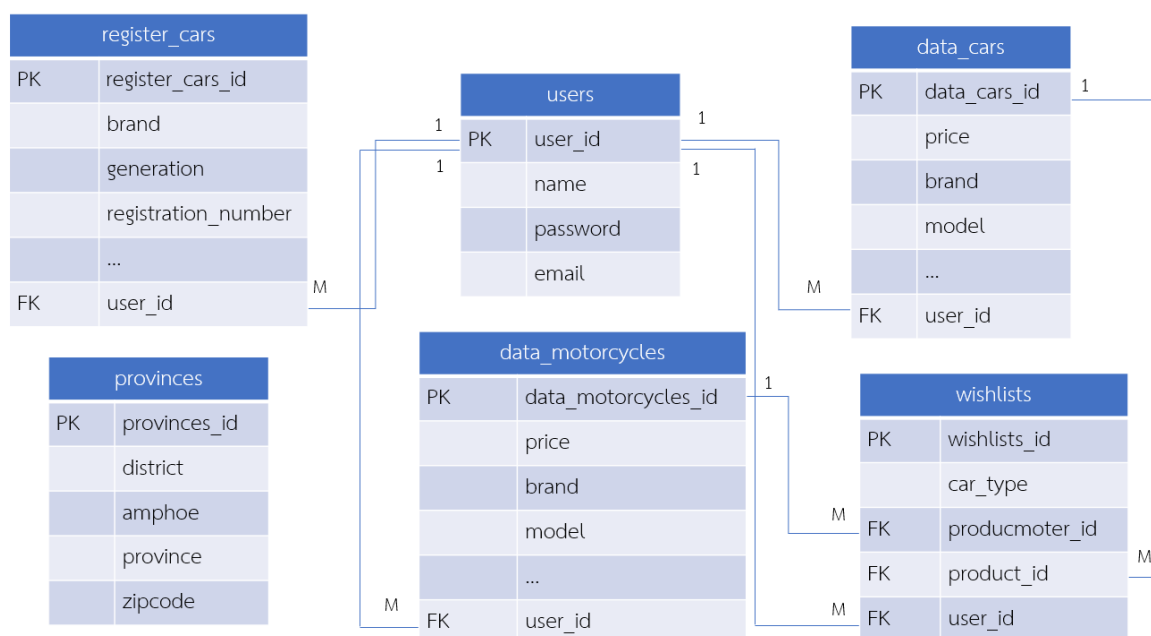 register_cars
PK register_cars_id
brand
generation
registration_number
...
FK user_id
users
PK user_id
name
password
email
data_cars
PK data_cars_id
price
brand
model
...
FK user_id
provinces
PK provinces_id
district
amphoe
province
zipcode
data_motorcycles
PK data_motorcycles_id
price
brand
model
...
FK user_id
wishlists
PK wishlists_id
car_type
FK producmoter_id
FK product_id
FK user_id
1
1
1
1
1
1
M
M
M
M
M
M